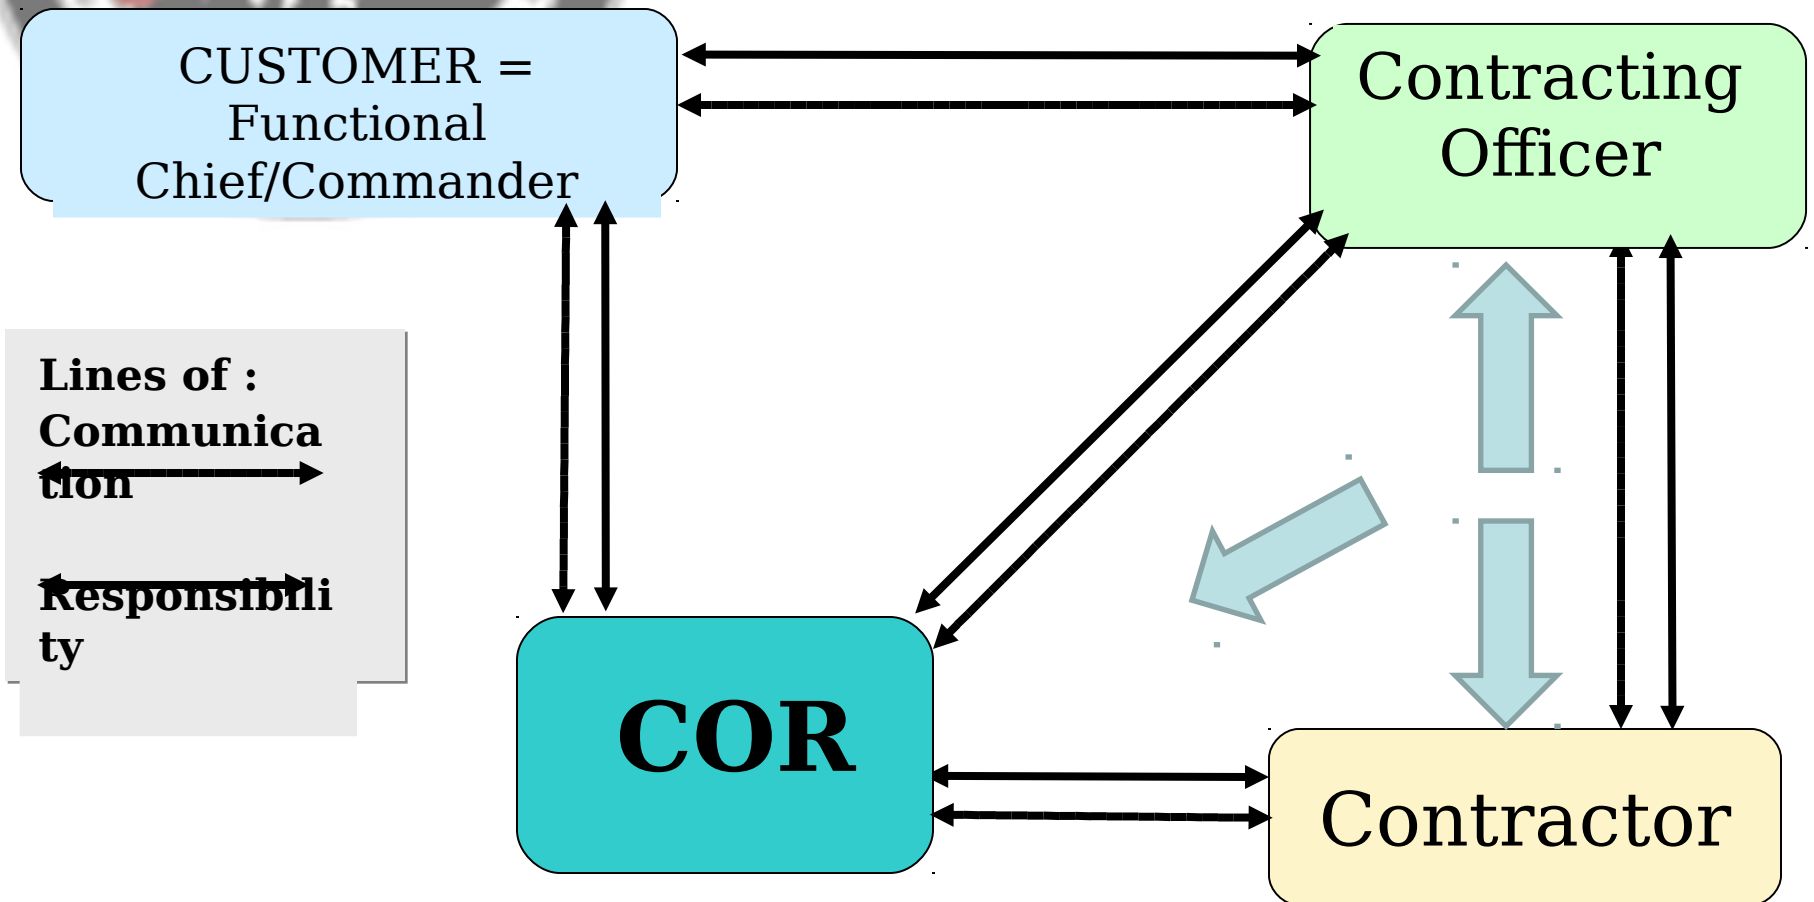 CUSTOMER =
Functional
Chief/Commander
Contracting
Officer
Lines of :
Communica
tion
Responsibili
ty
COR
Contractor